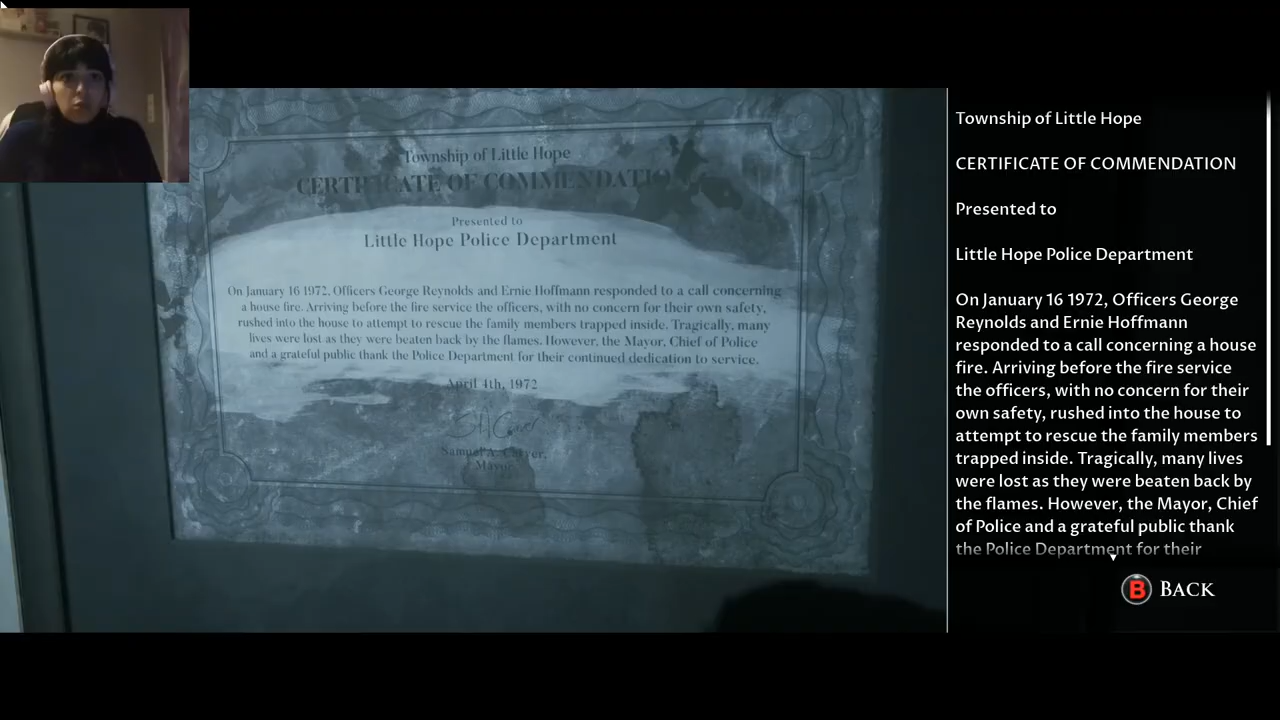 Township of Little Hope
CERTIFICATE OF COMMENDATIO
Presented to
Little Hope Police Department
On January 16 1972, Officers George Reynolds and Ernie Hoffmann responded to a call concerning
a house fire. Arriving before the fire service the officers, with no concern for their own safety,
rushed into the house to attempt to rescue the family members trapped inside. Tragically, many
lives were lost as they were beaten back by the flames. However, the Mayor, Chief of Police
and a grateful public thank the Police Department for their continued dedication to service.
April 4th, 1972
Samuel A. Carver,
Mayor
Township of Little Hope
CERTIFICATE OF COMMENDATION
Presented to
Little Hope Police Department
On January 16 1972, Officers George
Reynolds and Ernie Hoffmann
responded to a call concerning a house
fire. Arriving before the fire service
the officers, with no concern for their
own safety, rushed into the house to
attempt to rescue the family members
trapped inside. Tragically, many lives
were lost as they were beaten back by
the flames. However, the Mayor, Chief
of Police and a grateful public thank
the Police Department for their
B BACK